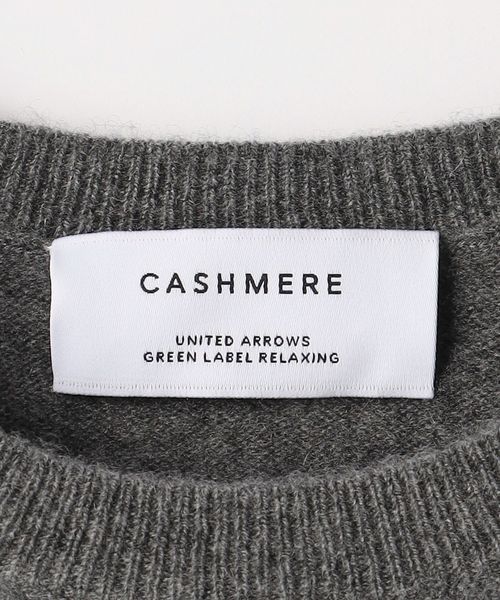 CASHMERE
UNITED ARROWS
GREEN LABEL RELAXING